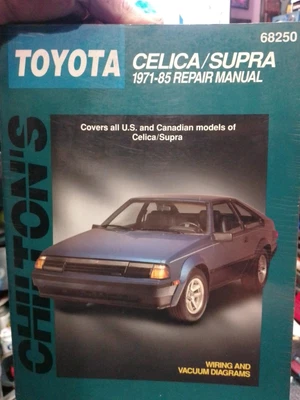 68250
TOYOTA
CELICA/SUPRA
1971-85 REPAIR MANUAL
CHILTON'S
Covers all U.S. and Canadian models of
Celica/Supra
WIRING AND
VACUUM DIAGRAMS